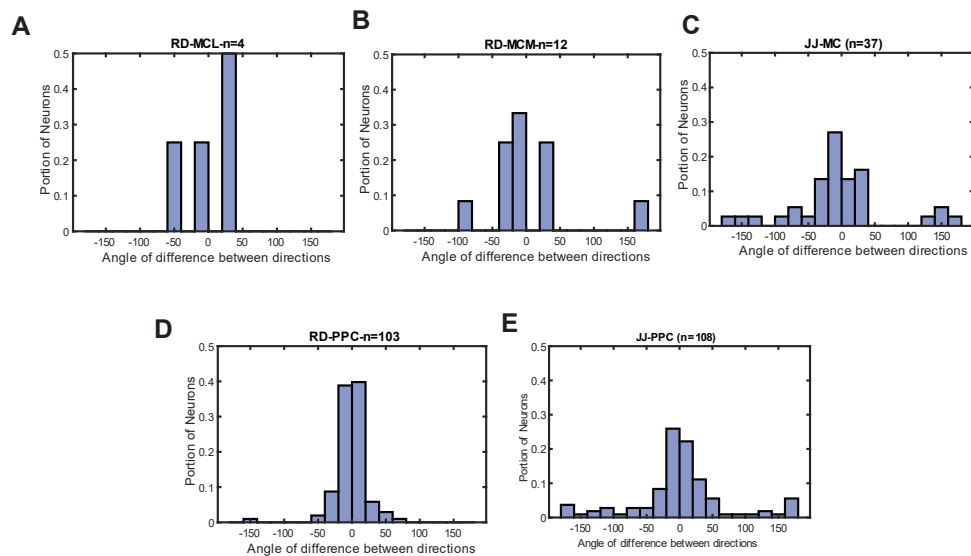 A
RD-MCL-n=4
0.5
0.4
0.3
0.2
0.1
0
Portion of Neurons
-150 -100 -50 0 50 100 150
Angle of difference between directions
B
RD-MCM-n=12
0.5
0.4
0.3
0.2
0.1
0
Portion of Neurons
-150 -100 -50 0 50 100 150
Angle of difference between directions
C
JJ-MC (n=37)
0.5
0.4
0.3
0.2
0.1
0
Portion of Neurons
-150 -100 -50 0 50 100 150
Angle of difference between directions
D
RD-PPC-n=103
0.5
0.4
0.3
0.2
0.1
0
Portion of Neurons
-150 -100 -50 0 50 100 150
Angle of difference between directions
E
JJ-PPC (n=108)
0.5
0.4
0.3
0.2
0.1
0
Portion of Neurons
-150 -100 -50 0 50 100 150
Angle of difference between directions